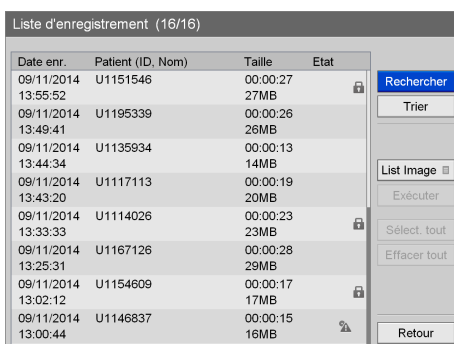 Liste d'enregistrement (16/16)
Date enr. Patient (ID, Nom) Taille Etat
09/11/2014 U1151546 00:00:27
13:55:52 27MB
09/11/2014 U1195339 00:00:26
13:49:41 26MB
09/11/2014 U1135934 00:00:13
13:44:34 14MB
09/11/2014 U1117113 00:00:19
13:43:20 20MB
09/11/2014 U1114026 00:00:23
13:33:33 23MB
09/11/2014 U1167126 00:00:28
13:25:31 29MB
09/11/2014 U1154609 00:00:17
13:02:12 17MB
09/11/2014 U1146837 00:00:15
13:00:44 16MB
Rechercher
Trier
List Image
Exécuter
Sélect. tout
Effacer tout
Retour